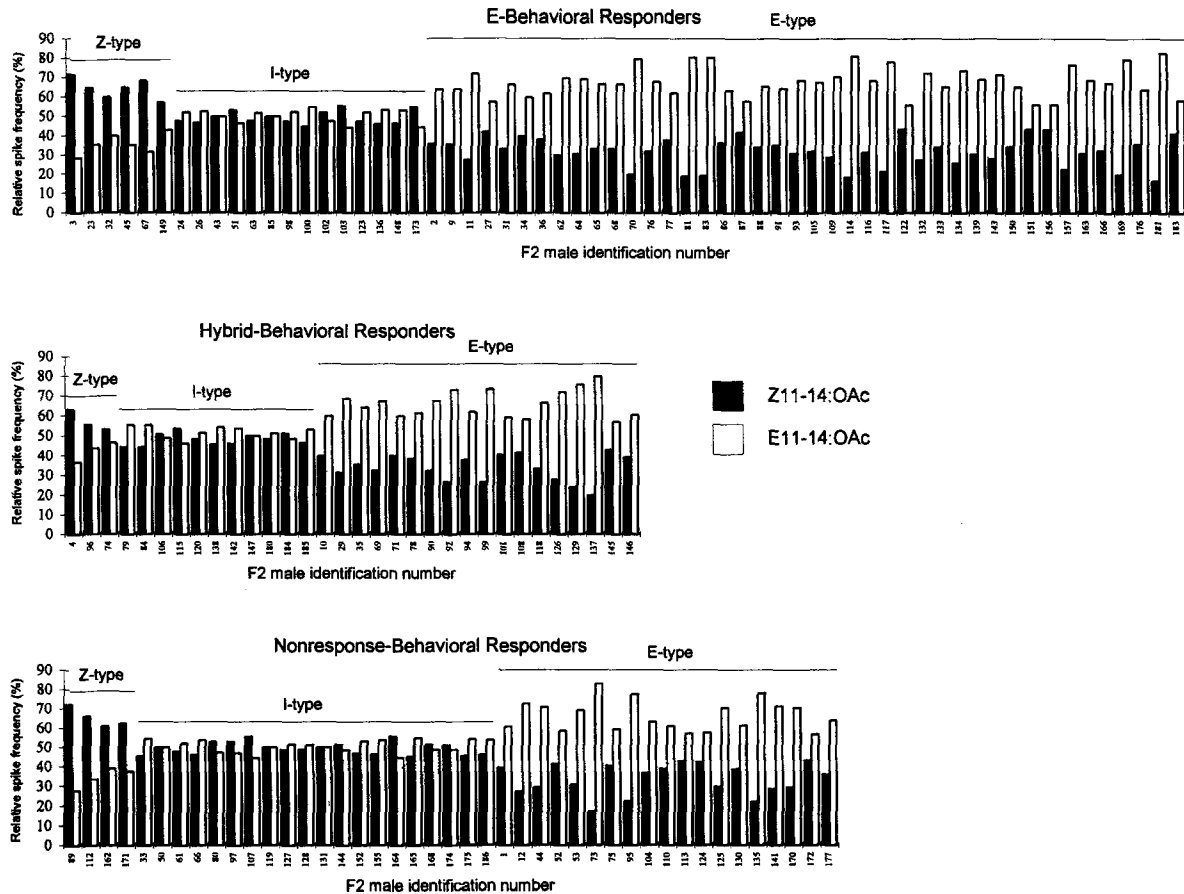 E-Behavioral Responders
Z-type
I-type
E-type
Relative spike frequency (%)
90
80
70
60
50
40
30
20
10
0
3 23 32 45 67 149 24 26 43 51 63 85 98 100 102 103 123 136 148 173 2 9 11 27 31 34 36 62 64 65 68 70 76 77 81 83 86 87 88 91 93 105 109 114 116 117 122 132 133 134 139 143 150 151 156 157 163 166 169 176 181 183
F2 male identification number
Hybrid-Behavioral Responders
Z-type
I-type
E-type
Relative spike frequency (%)
90
80
70
60
50
40
30
20
10
0
4 96 74 79 84 106 115 120 138 142 147 180 184 185 10 29 35 69 71 78 90 92 94 99 101 108 118 126 129 137 145 146
F2 male identification number
Z11-14:OAc
E11-14:OAc
Nonresponse-Behavioral Responders
Z-type
I-type
E-type
Relative spike frequency (%)
90
80
70
60
50
40
30
20
10
0
89 112 162 171 33 50 61 66 80 97 107 119 127 128 131 144 152 155 164 165 168 174 175 186 1 12 44 52 53 73 75 95 104 110 113 124 125 130 135 141 170 172 177
F2 male identification number